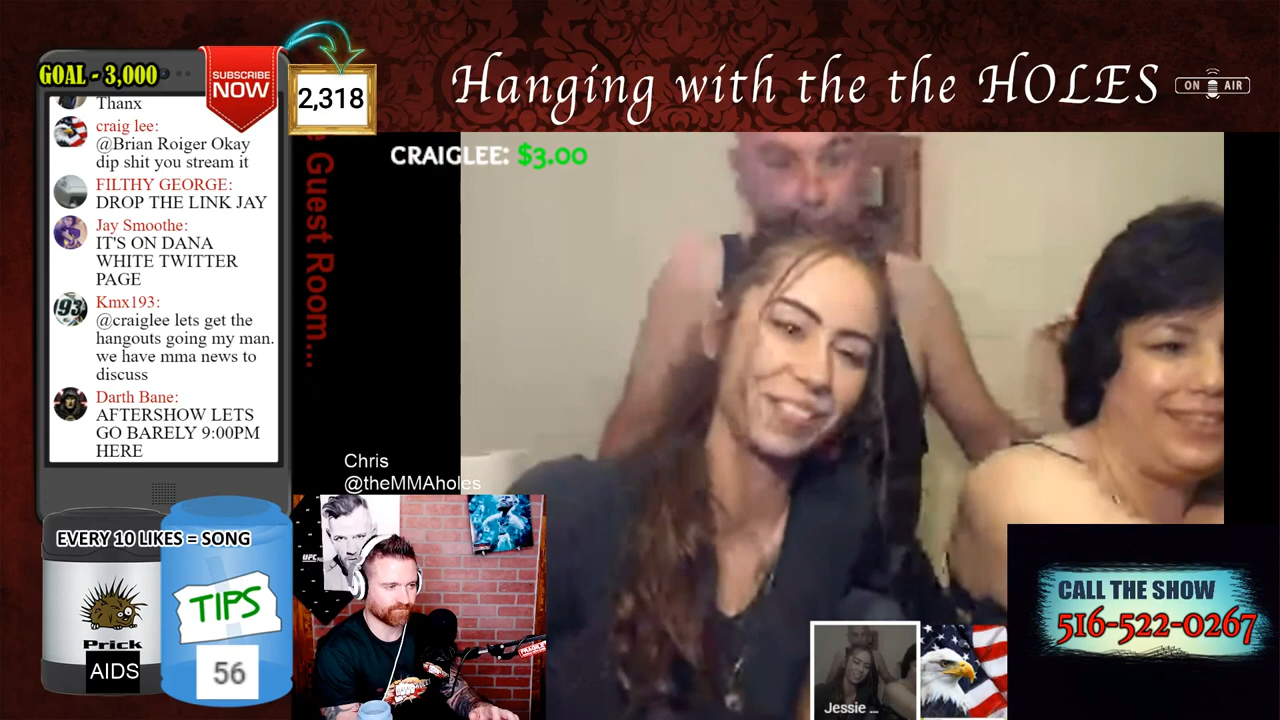 GOAL - 3,000
SUBSCRIBE
NOW
2,318
Hanging with the the HOLES
ON AIR
Thanx
craig lee:
@Brian Roiger Okay
dip shit you stream it
FILTHY GEORGE:
DROP THE LINK JAY
Jay Smoothe:
IT'S ON DANA
WHITE TWITTER
PAGE
Kmx193:
@craiglee lets get the
hangouts going my man.
we have mma news to
discuss
Darth Bane:
AFTERSHOW LETS
GO BARELY 9:00PM
HERE
93
Guest Room...
CRAIGLEE: $3.00
Chris
@theMMAholes
UFC
EVERY 10 LIKES = SONG
Prick
AIDS
TIPS
56
FRAGILE
Jessie ...
CALL THE SHOW
516-522-0267